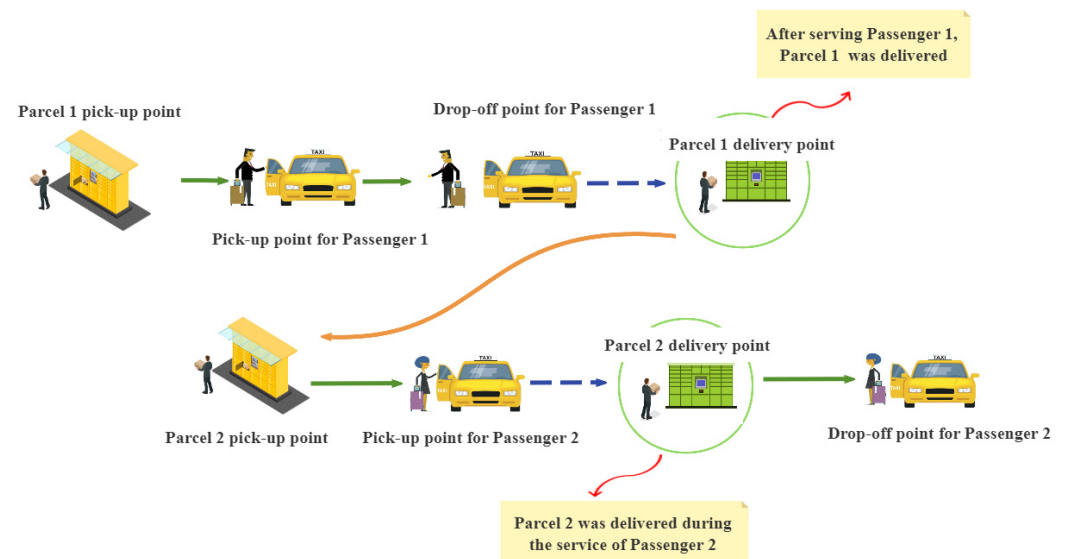 After serving Passenger 1,
Parcel 1 was delivered
Parcel 1 pick-up point
Drop-off point for Passenger 1
Parcel 1 delivery point
TAXI
TAXI
TAXI
TAXI
Pick-up point for Passenger 1
Parcel 2 delivery point
TAXI
TAXI
TAXI
Parcel 2 pick-up point
Pick-up point for Passenger 2
Drop-off point for Passenger 2
Parcel 2 was delivered during
the service of Passenger 2